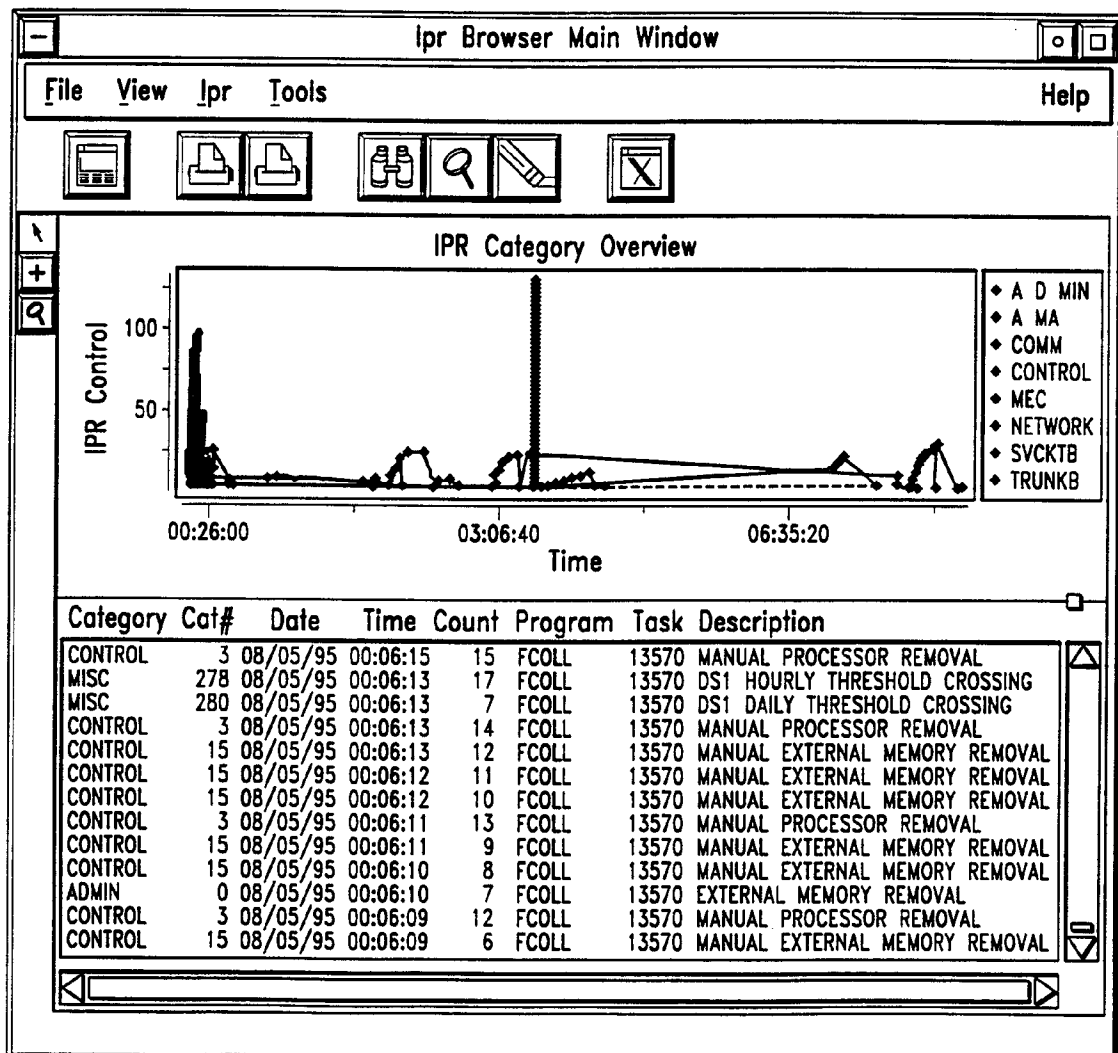 Ipr Browser Main Window
File View Ipr Tools Help
X
IPR Category Overview
IPR Control
100
50
00:26:00 03:06:40 06:35:20
Time
A D MIN
A MA
COMM
CONTROL
MEC
NETWORK
SVCKTB
TRUNKB
Category Cat# Date Time Count Program Task Description
CONTROL 3 08/05/95 00:06:15 15 FCOLL 13570 MANUAL PROCESSOR REMOVAL
MISC 278 08/05/95 00:06:13 17 FCOLL 13570 DS1 HOURLY THRESHOLD CROSSING
MISC 280 08/05/95 00:06:13 7 FCOLL 13570 DS1 DAILY THRESHOLD CROSSING
CONTROL 3 08/05/95 00:06:13 14 FCOLL 13570 MANUAL PROCESSOR REMOVAL
CONTROL 15 08/05/95 00:06:13 12 FCOLL 13570 MANUAL EXTERNAL MEMORY REMOVAL
CONTROL 15 08/05/95 00:06:12 11 FCOLL 13570 MANUAL EXTERNAL MEMORY REMOVAL
CONTROL 15 08/05/95 00:06:12 10 FCOLL 13570 MANUAL EXTERNAL MEMORY REMOVAL
CONTROL 3 08/05/95 00:06:11 13 FCOLL 13570 MANUAL PROCESSOR REMOVAL
CONTROL 15 08/05/95 00:06:11 9 FCOLL 13570 MANUAL EXTERNAL MEMORY REMOVAL
CONTROL 15 08/05/95 00:06:10 8 FCOLL 13570 MANUAL EXTERNAL MEMORY REMOVAL
ADMIN 0 08/05/95 00:06:10 7 FCOLL 13570 EXTERNAL MEMORY REMOVAL
CONTROL 3 08/05/95 00:06:09 12 FCOLL 13570 MANUAL PROCESSOR REMOVAL
CONTROL 15 08/05/95 00:06:09 6 FCOLL 13570 MANUAL EXTERNAL MEMORY REMOVAL